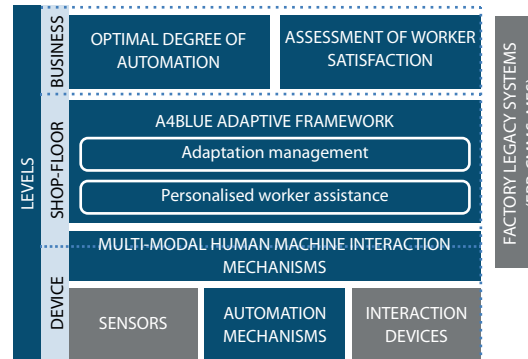 LEVELS
BUSINESS
OPTIMAL DEGREE OF
AUTOMATION
ASSESSMENT OF WORKER
SATISFACTION
SHOP-FLOOR
A4BLUE ADAPTIVE FRAMEWORK
Adaptation management
Personalised worker assistance
DEVICE
MULTI-MODAL HUMAN MACHINE INTERACTION
MECHANISMS
SENSORS
AUTOMATION
MECHANISMS
INTERACTION
DEVICES
FACTORY LEGACY SYSTEMS